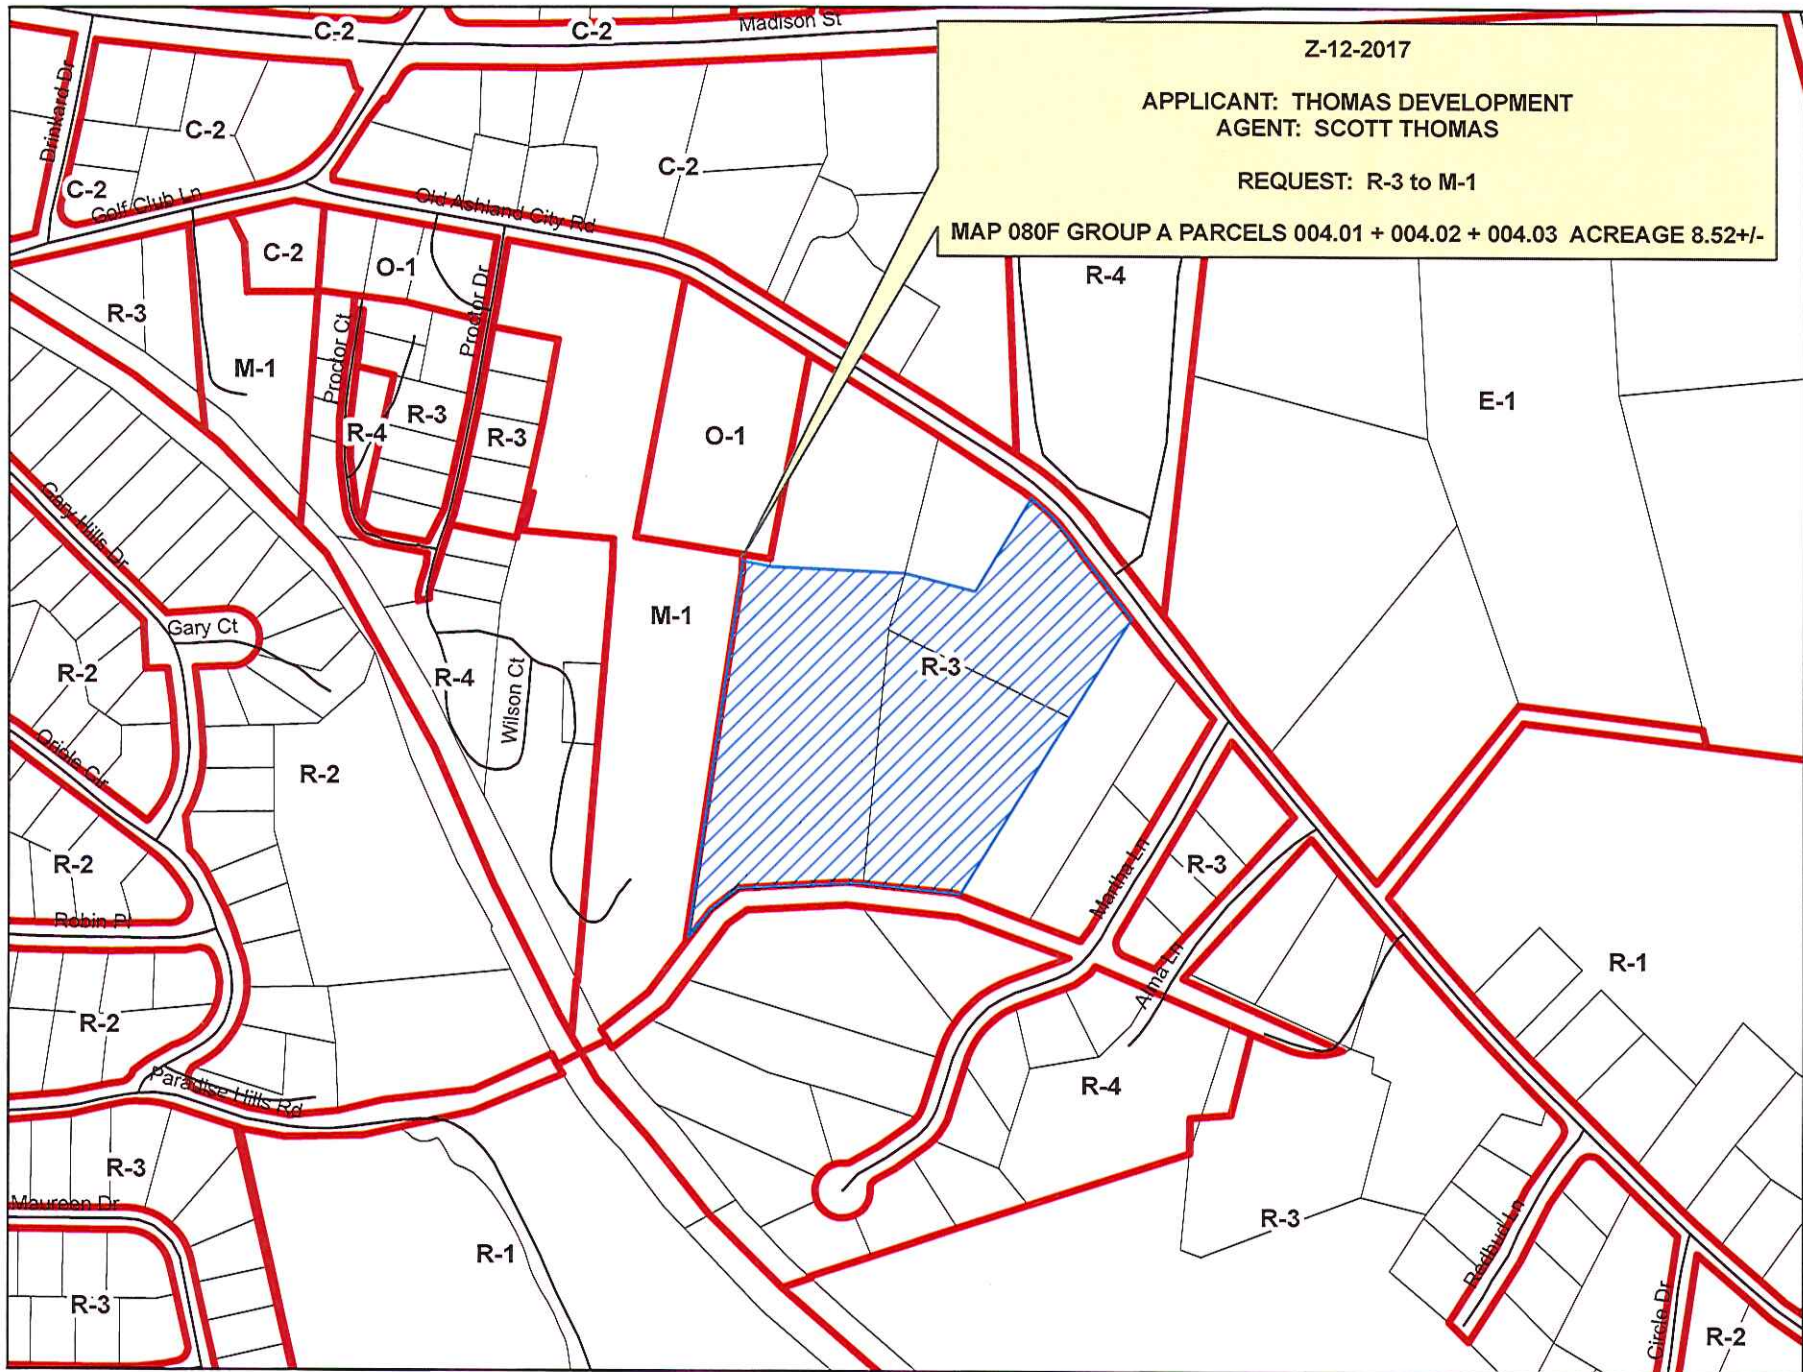 C-2
C-2
Madison St
Z-12-2017
APPLICANT: THOMAS DEVELOPMENT
AGENT: SCOTT THOMAS
REQUEST: R-3 to M-1
MAP 080F GROUP A PARCELS 004.01 + 004.02 + 004.03 ACREAGE 8.52+/-
Drinkard Dr
C-2
C-2
C-2
Golf Club Ln
Old Ashland City Rd
C-2
O-1
R-4
R-3
M-1
Proctor Ct
Proctor Dr
R-4
R-3
R-3
O-1
E-1
Gary Hills Dr
Gary Ct
M-1
R-2
R-4
Wilson Ct
R-3
Oriole Cir
R-2
R-2
Martha Ln
R-3
Robin Pl
Alma Ln
R-1
R-2
Paradise Hills Rd
R-4
R-3
Maureen Dr
R-1
R-3
Redbud Ln
R-3
Circle Dr
R-2